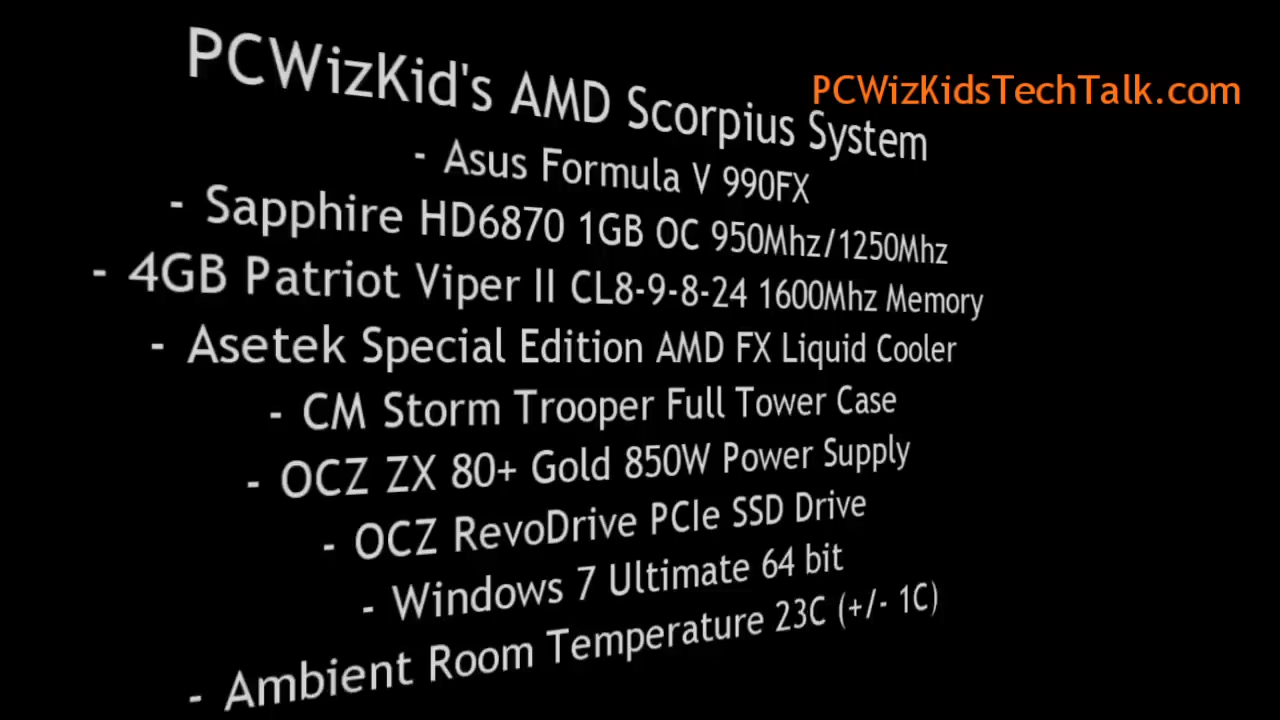 PCWizKid's AMD Scorpius System
PCWizKidsTechTalk.com
- Asus Formula V 990FX
- Sapphire HD6870 1GB OC 950Mhz/1250Mhz
- 4GB Patriot Viper II CL8-9-8-24 1600Mhz Memory
- Asetek Special Edition AMD FX Liquid Cooler
- CM Storm Trooper Full Tower Case
- OCZ ZX 80+ Gold 850W Power Supply
- OCZ RevoDrive PCIe SSD Drive
- Windows 7 Ultimate 64 bit
- Ambient Room Temperature 23C (+/- 1C)